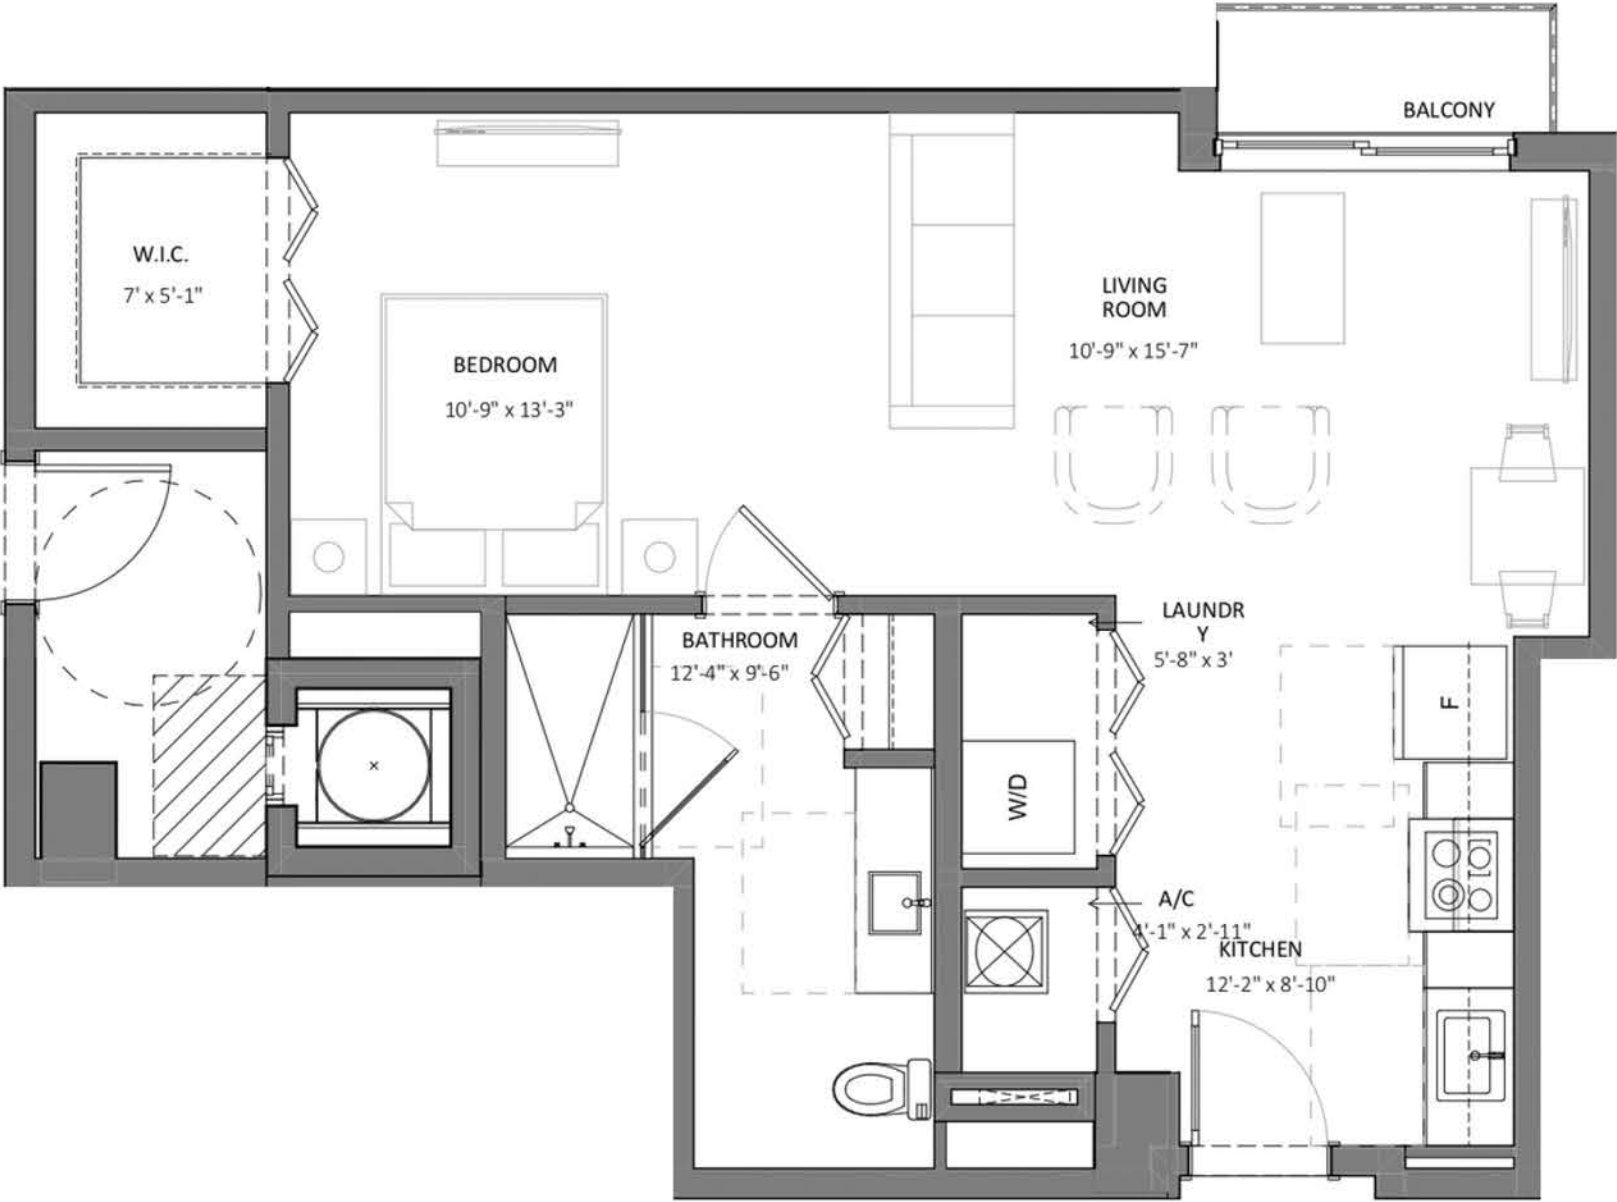 BALCONY
W.I.C.
7' x 5'-1"
LIVING
ROOM
10'-9" x 15'-7"
BEDROOM
10'-9" x 13'-3"
BATHROOM
12'-4" x 9'-6"
LAUNDR
Y
5'-8" x 3'
F
W/D
A/C
4'-1" x 2'-11"
KITCHEN
12'-2" x 8'-10"